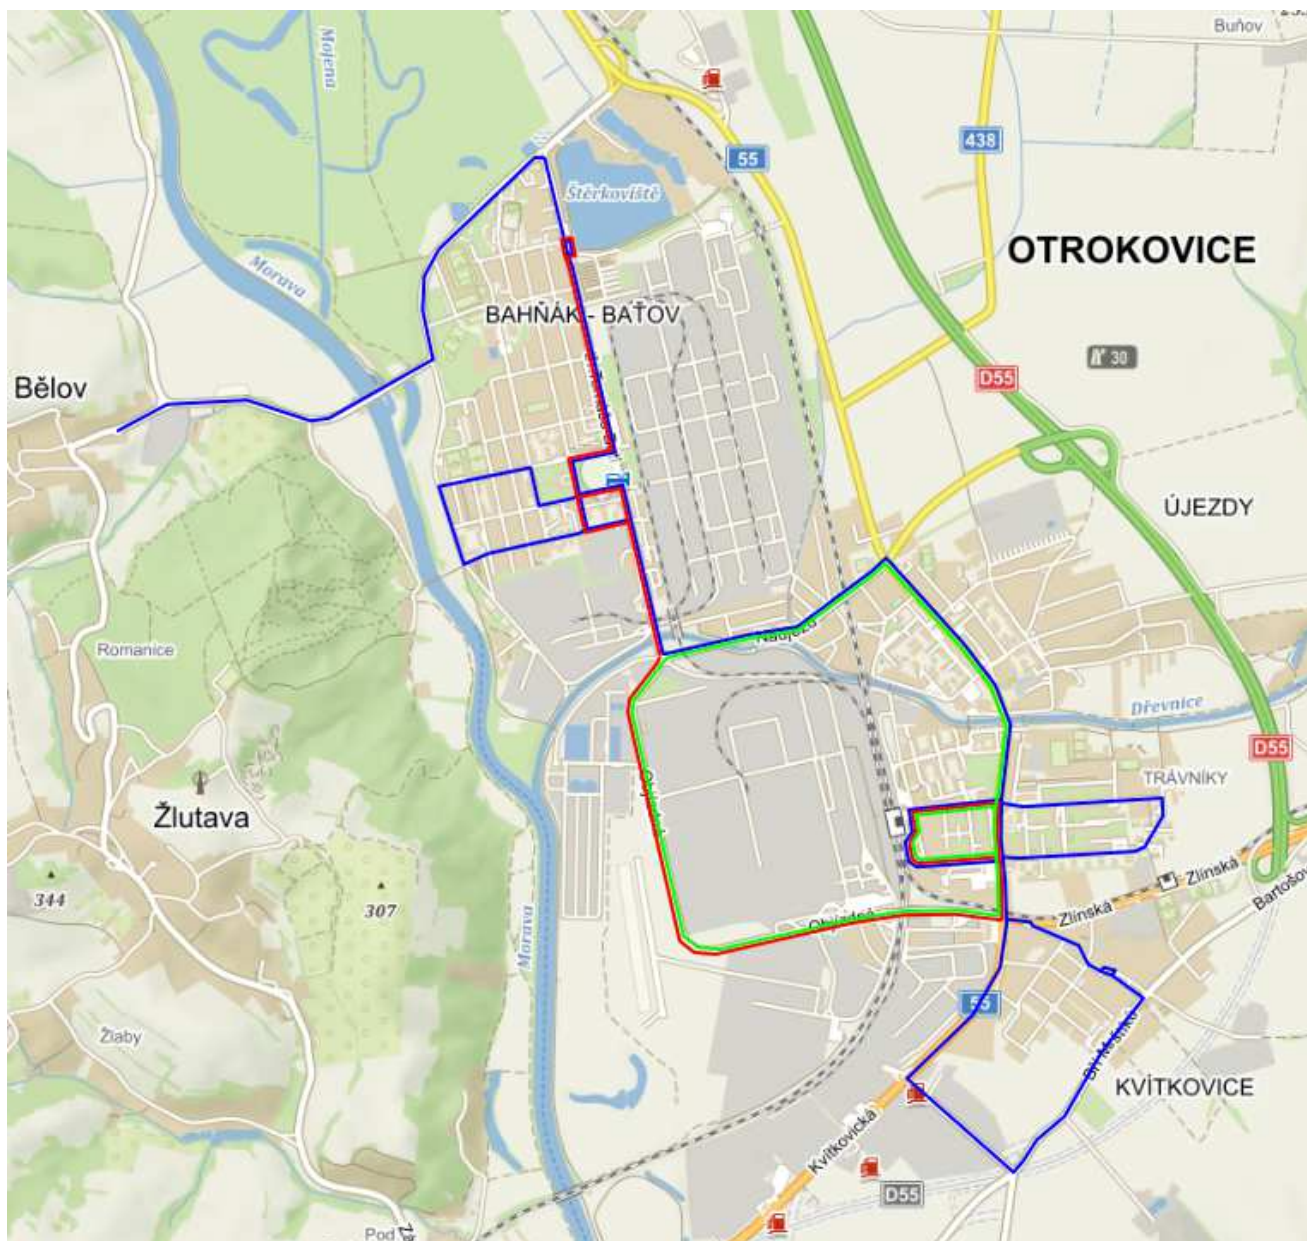 Buňov
Mojena
438
55
Štěrkoviště
OTROKOVICE
Morava
BAHŇÁK - BAŤOV
30
D55
Bělov
ÚJEZDY
Nadjezd
Romanice
Dřevnice
D55
TRÁVNÍKY
Žlutava
Zlínská
344
307
Objízdná
Zlínská
Morava
55
Žlaby
KVÍTKOVICE
Kvítkovická
D55
Pod